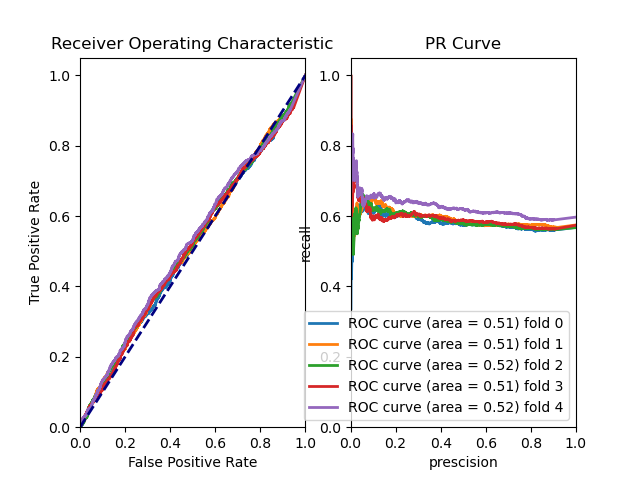 Receiver Operating Characteristic
PR Curve
1.0
0.8
0.6
0.4
0.2
0.0
True Positive Rate
0.0 0.2 0.4 0.6 0.8 1.0
False Positive Rate
1.0
0.8
0.6
0.4
0.2
0.0
recall
0.0 0.2 0.4 0.6 0.8 1.0
prescision
ROC curve (area = 0.51) fold 0
ROC curve (area = 0.51) fold 1
ROC curve (area = 0.52) fold 2
ROC curve (area = 0.51) fold 3
ROC curve (area = 0.52) fold 4